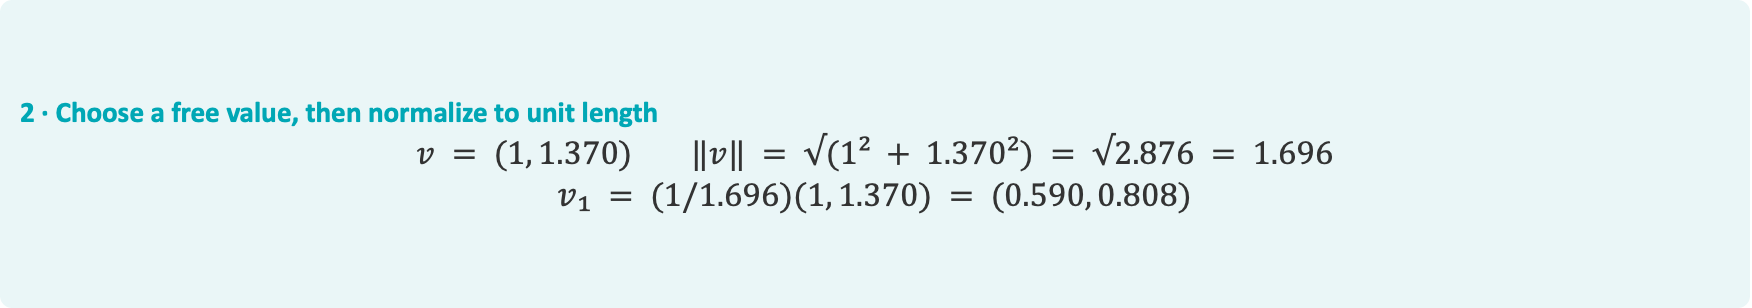 2 · Choose a free value, then normalize to unit length
𝑣 = (1, 1.370) ‖𝑣‖ = √(1² + 1.370²) = √2.876 = 1.696
𝑣₁ = (1/1.696)(1, 1.370) = (0.590, 0.808)